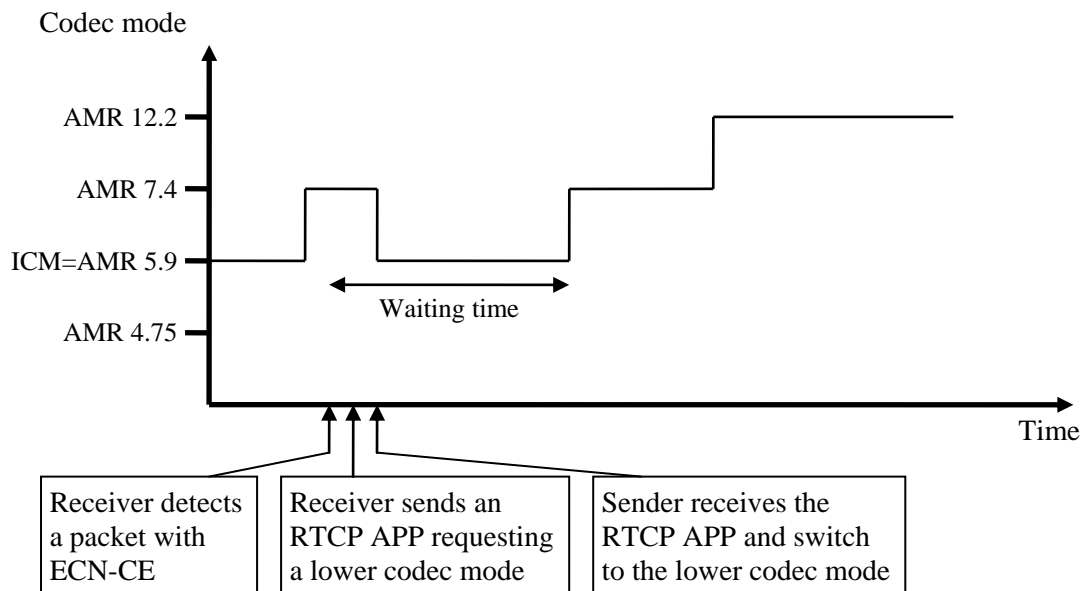 Codec mode
AMR 12.2
AMR 7.4
ICM=AMR 5.9
Waiting time
AMR 4.75
Time
Receiver detects
a packet with
ECN-CE
Receiver sends an
RTCP APP requesting
a lower codec mode
Sender receives the
RTCP APP and switch
to the lower codec mode